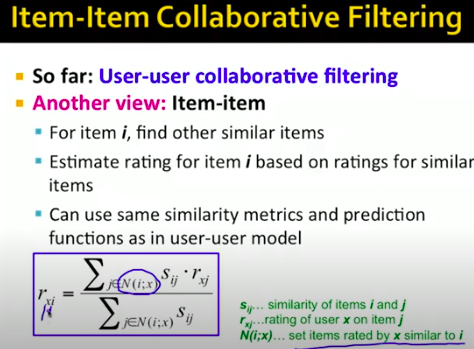 Item-Item Collaborative Filtering
So far: User-user collaborative filtering
Another view: Item-item
For item i, find other similar items
Estimate rating for item i based on ratings for similar
items
Can use same similarity metrics and prediction
functions as in user-user model
r_{xi} = \frac{\sum_{j∈N(i;x)} s_{ij} · r_{xj}}{\sum_{j∈N(i;x)} s_{ij}}
s_{ij}... similarity of items i and j
r_{xj}...rating of user x on item j
N(i;x)... set items rated by x similar to i